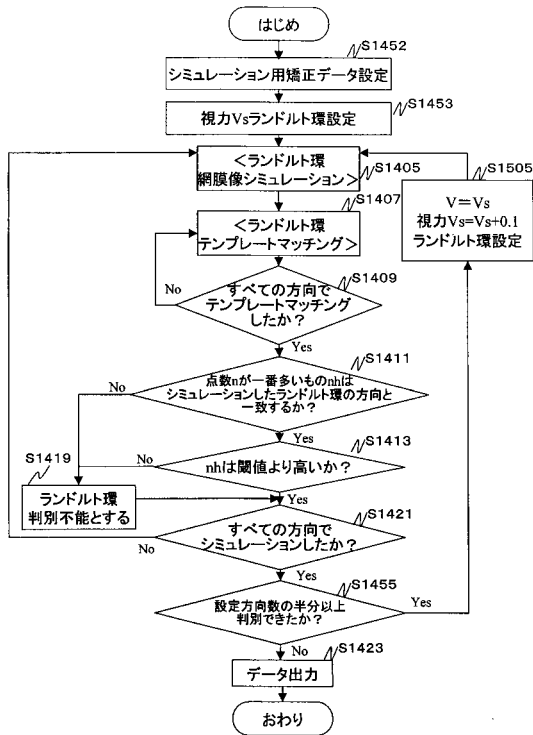 はじめ
S1452
シミュレーション用矯正データ設定
S1453
視力Vsランドルト環設定
<ランドルト環
網膜像シミュレーション>
S1405
S1505
V=Vs
視力Vs=Vs+0.1
ランドルト環設定
S1407
<ランドルト環
テンプレートマッチング>
S1409
No
すべての方向で
テンプレートマッチング
したか?
Yes
S1411
No
点数nが一番多いものnhは
シミュレーションしたランドルト環の方向と
一致するか?
Yes
S1413
No
nhは閾値より高いか?
S1419
Yes
ランドルト環
判別不能とする
S1421
すべての方向で
シミュレーションしたか?
No
Yes
S1455
設定方向数の半分以上
判別できたか?
Yes
No
S1423
データ出力
おわり